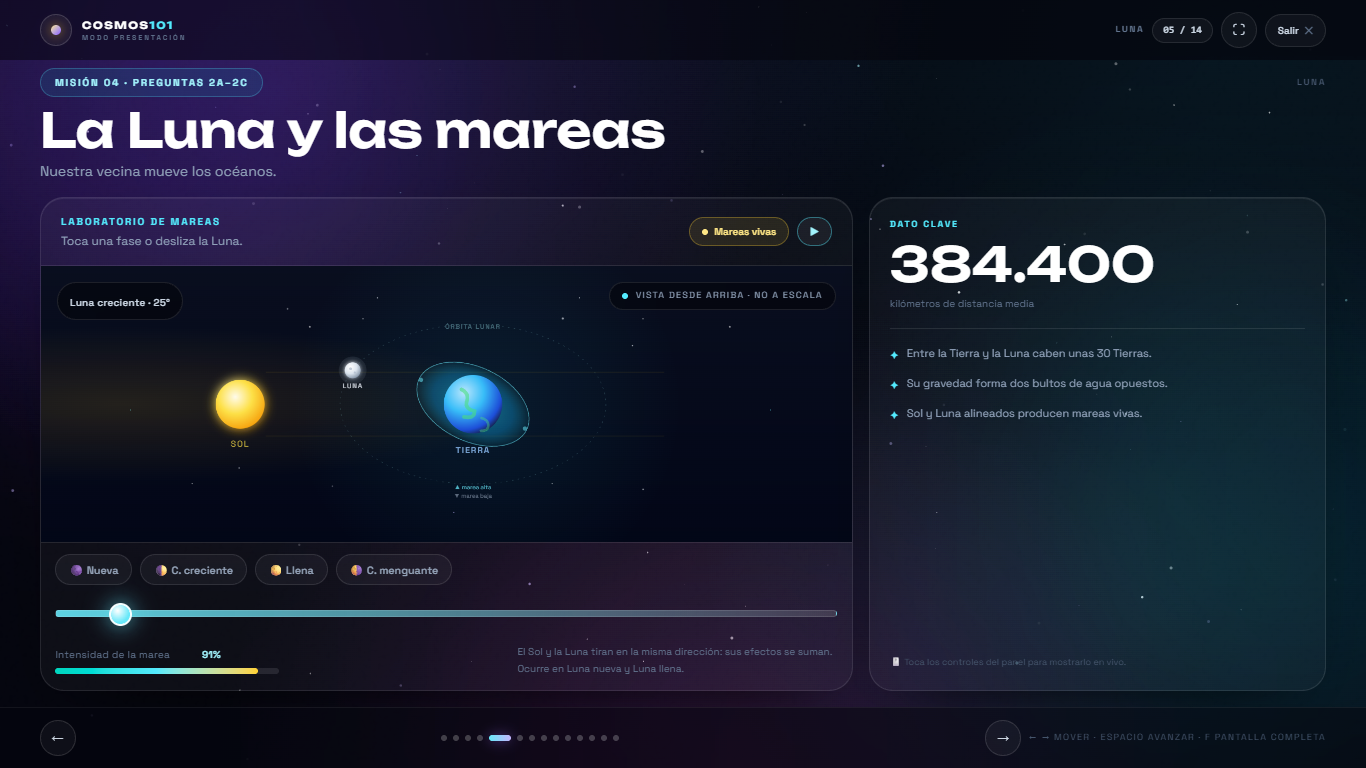 COSMOS101
MODO PRESENTACIÓN
LUNA
05 / 14
Salir
MISIÓN 04 · PREGUNTAS 2A–2C
LUNA
La Luna y las mareas
Nuestra vecina mueve los océanos.
LABORATORIO DE MAREAS
Toca una fase o desliza la Luna.
Mareas vivas
Luna creciente · 25°
VISTA DESDE ARRIBA · NO A ESCALA
ÓRBITA LUNAR
LUNA
SOL
TIERRA
▲ marea alta
▼ marea baja
Nueva
C. creciente
Llena
C. menguante
Intensidad de la marea 91%
El Sol y la Luna tiran en la misma dirección: sus efectos se suman.
Ocurre en Luna nueva y Luna llena.
DATO CLAVE
384.400
kilómetros de distancia media
Entre la Tierra y la Luna caben unas 30 Tierras.
Su gravedad forma dos bultos de agua opuestos.
Sol y Luna alineados producen mareas vivas.
Toca los controles del panel para mostrarlo en vivo.
← → MOVER · ESPACIO AVANZAR · F PANTALLA COMPLETA